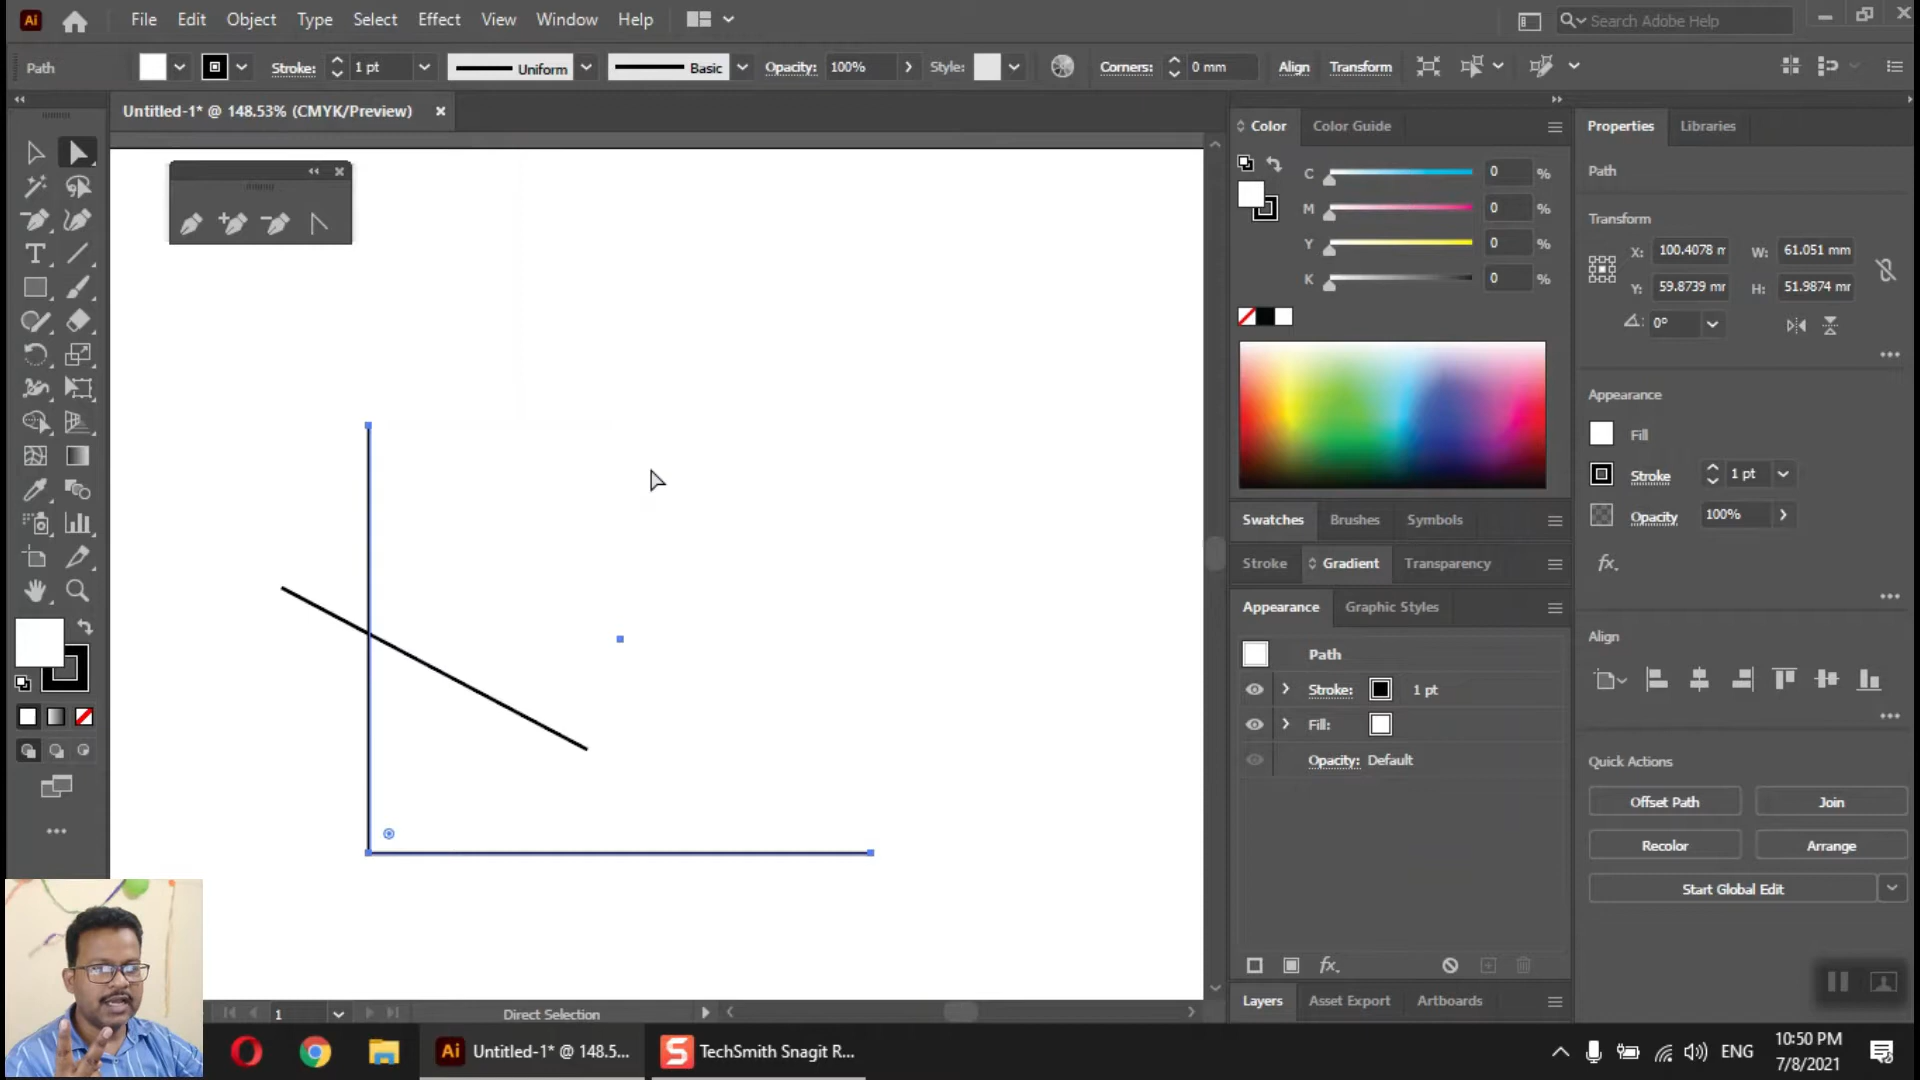 Ai File Edit Object Type Select Effect View Window Help Search Adobe Help
Path Stroke: 1 pt Uniform Basic Opacity: 100% Style: Corners: 0 mm Align Transform
Untitled-1* @ 148.53% (CMYK/Preview)
Color Color Guide
C 0 %
M 0 %
Y 0 %
K 0 %
Swatches Brushes Symbols
Stroke Gradient Transparency
Appearance Graphic Styles
Path
Stroke: 1 pt
Fill:
Opacity: Default
fx.
Layers Asset Export Artboards
Properties Libraries
Path
Transform
X: 100.4078 m W: 61.051 mm
Y: 59.8739 mm H: 51.9874 mm
0°
Appearance
Fill
Stroke 1 pt
Opacity 100%
fx.
Align
Quick Actions
Offset Path Join
Recolor Arrange
Start Global Edit
1 Direct Selection
Ai Untitled-1* @ 148.5... S TechSmith Snagit R... ENG 10:50 PM
7/8/2021